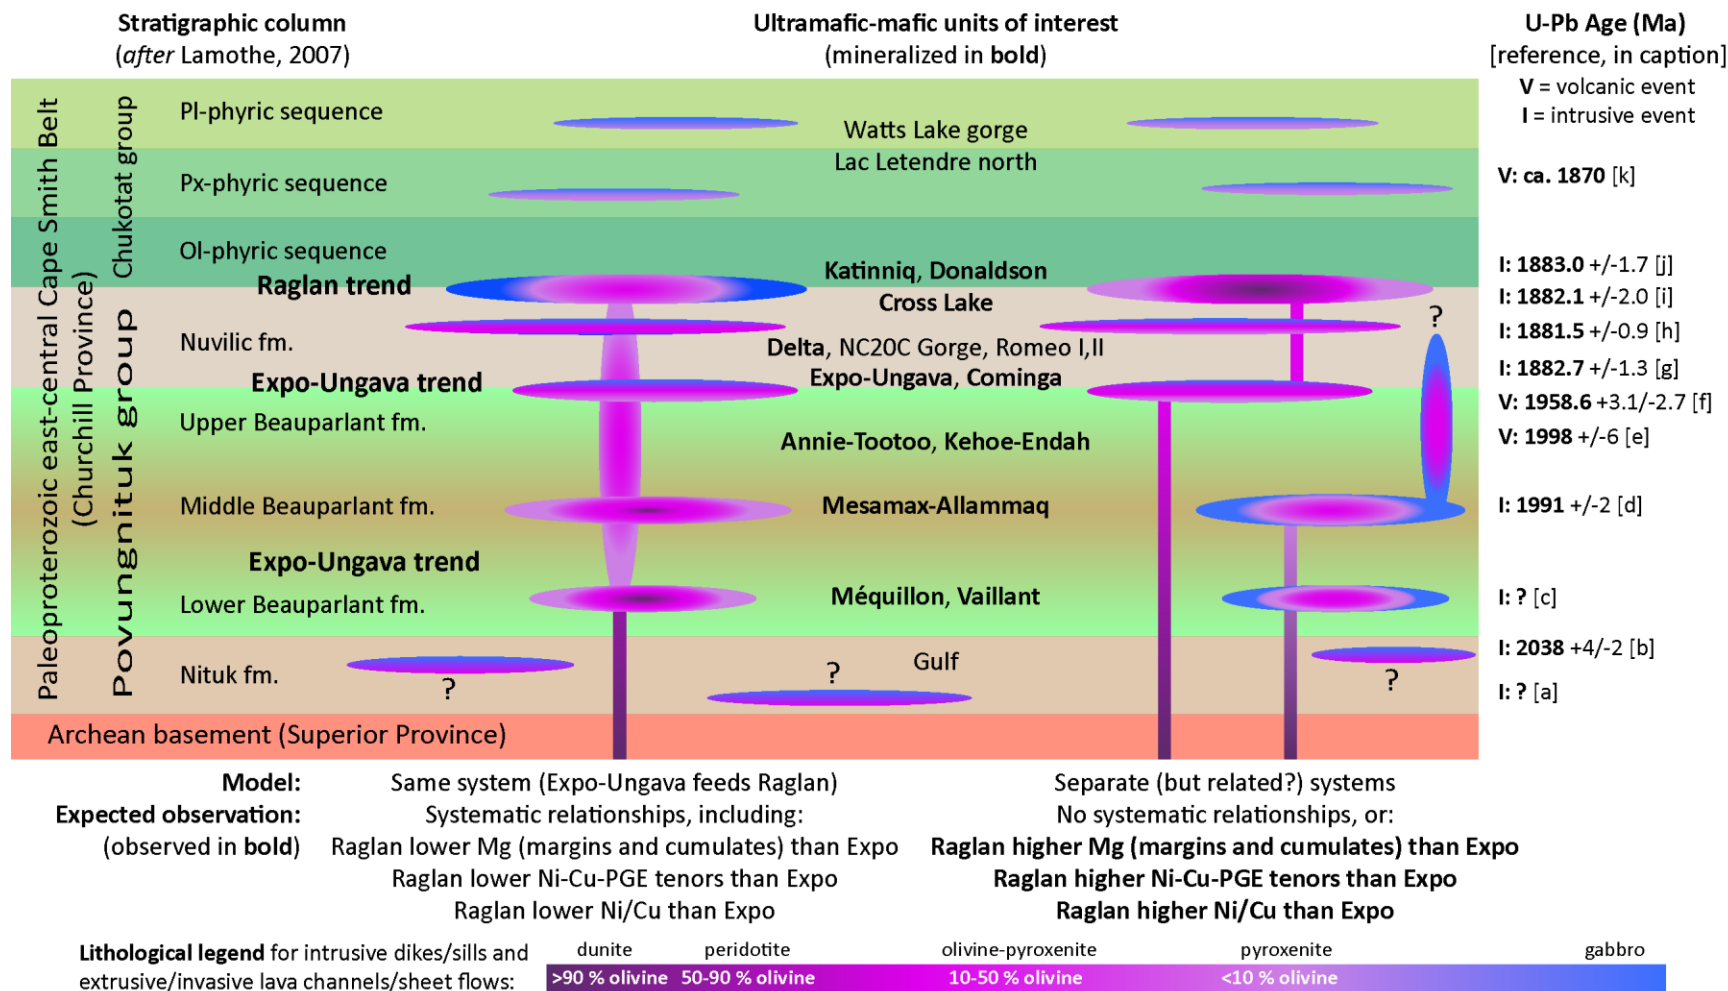 Stratigraphic column
(after Lamothe, 2007)
Ultramafic-mafic units of interest
(mineralized in bold)
U-Pb Age (Ma)
[reference, in caption]
V = volcanic event
I = intrusive event
Paleoproterozoic east-central Cape Smith Belt
(Churchill Province)
Chukotat group
Povungnituk group
Pl-phyric sequence
Watts Lake gorge
Lac Letendre north
Px-phyric sequence
V: ca. 1870 [k]
Ol-phyric sequence
Raglan trend
Katinniq, Donaldson
Cross Lake
I: 1883.0 +/-1.7 [j]
I: 1882.1 +/-2.0 [i]
?
Nuvilic fm.
Delta, NC20C Gorge, Romeo I,II
I: 1881.5 +/-0.9 [h]
Expo-Ungava trend
Expo-Ungava, Cominga
I: 1882.7 +/-1.3 [g]
V: 1958.6 +3.1/-2.7 [f]
Upper Beauparlant fm.
Annie-Tootoo, Kehoe-Endah
V: 1998 +/-6 [e]
Middle Beauparlant fm.
Mesamax-Allammaq
I: 1991 +/-2 [d]
Expo-Ungava trend
Lower Beauparlant fm.
Méquillon, Vaillant
I: ? [c]
Nituk fm.
?
?
Gulf
?
I: 2038 +4/-2 [b]
I: ? [a]
Archean basement (Superior Province)
Model:
Same system (Expo-Ungava feeds Raglan)
Separate (but related?) systems
Expected observation:
(observed in bold)
Systematic relationships, including:
Raglan lower Mg (margins and cumulates) than Expo
Raglan lower Ni-Cu-PGE tenors than Expo
Raglan lower Ni/Cu than Expo
No systematic relationships, or:
Raglan higher Mg (margins and cumulates) than Expo
Raglan higher Ni-Cu-PGE tenors than Expo
Raglan higher Ni/Cu than Expo
Lithological legend for intrusive dikes/sills and
extrusive/invasive lava channels/sheet flows:
dunite peridotite olivine-pyroxenite pyroxenite gabbro
>90 % olivine 50-90 % olivine 10-50 % olivine <10 % olivine